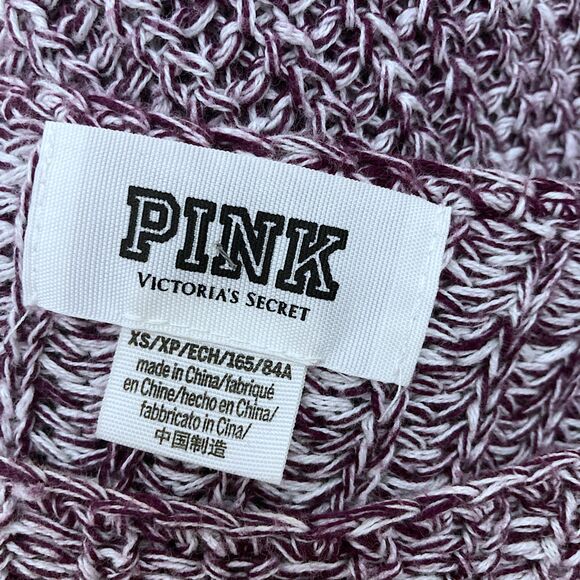 PINK
VICTORIA'S SECRET
XS/XP/ECH/165/84A
made in China/fabriqué
en Chine/hecho en China/
fabbricato in Cina/
中国制造